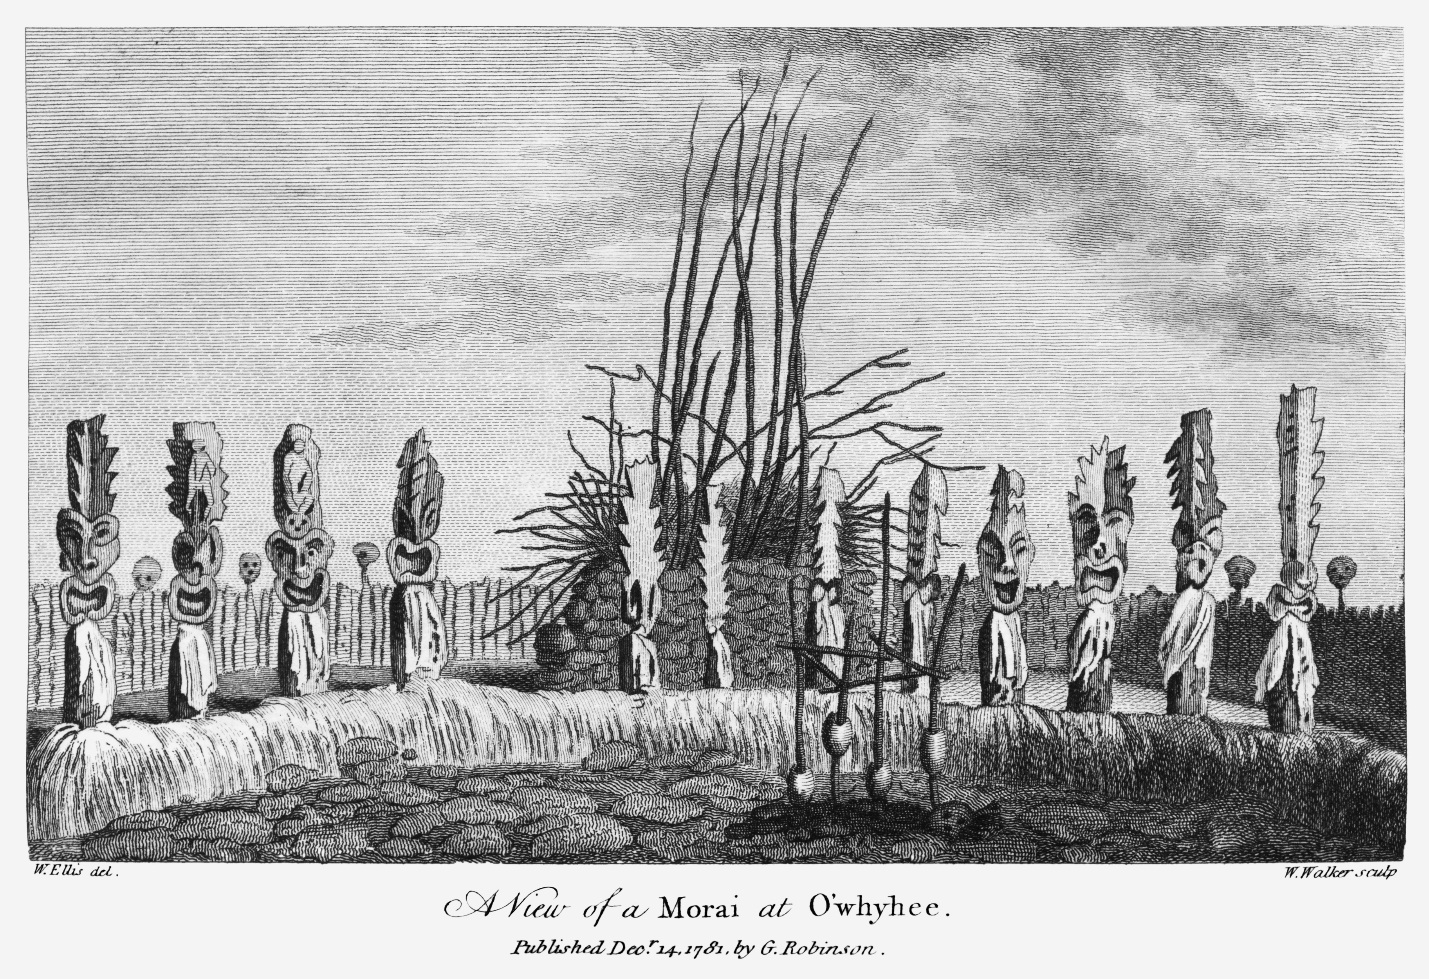 W. Ellis del.
W. Walker sculp
A View of a Morai at O'whyhee.
Published Decr. 14, 1781, by G. Robinson.